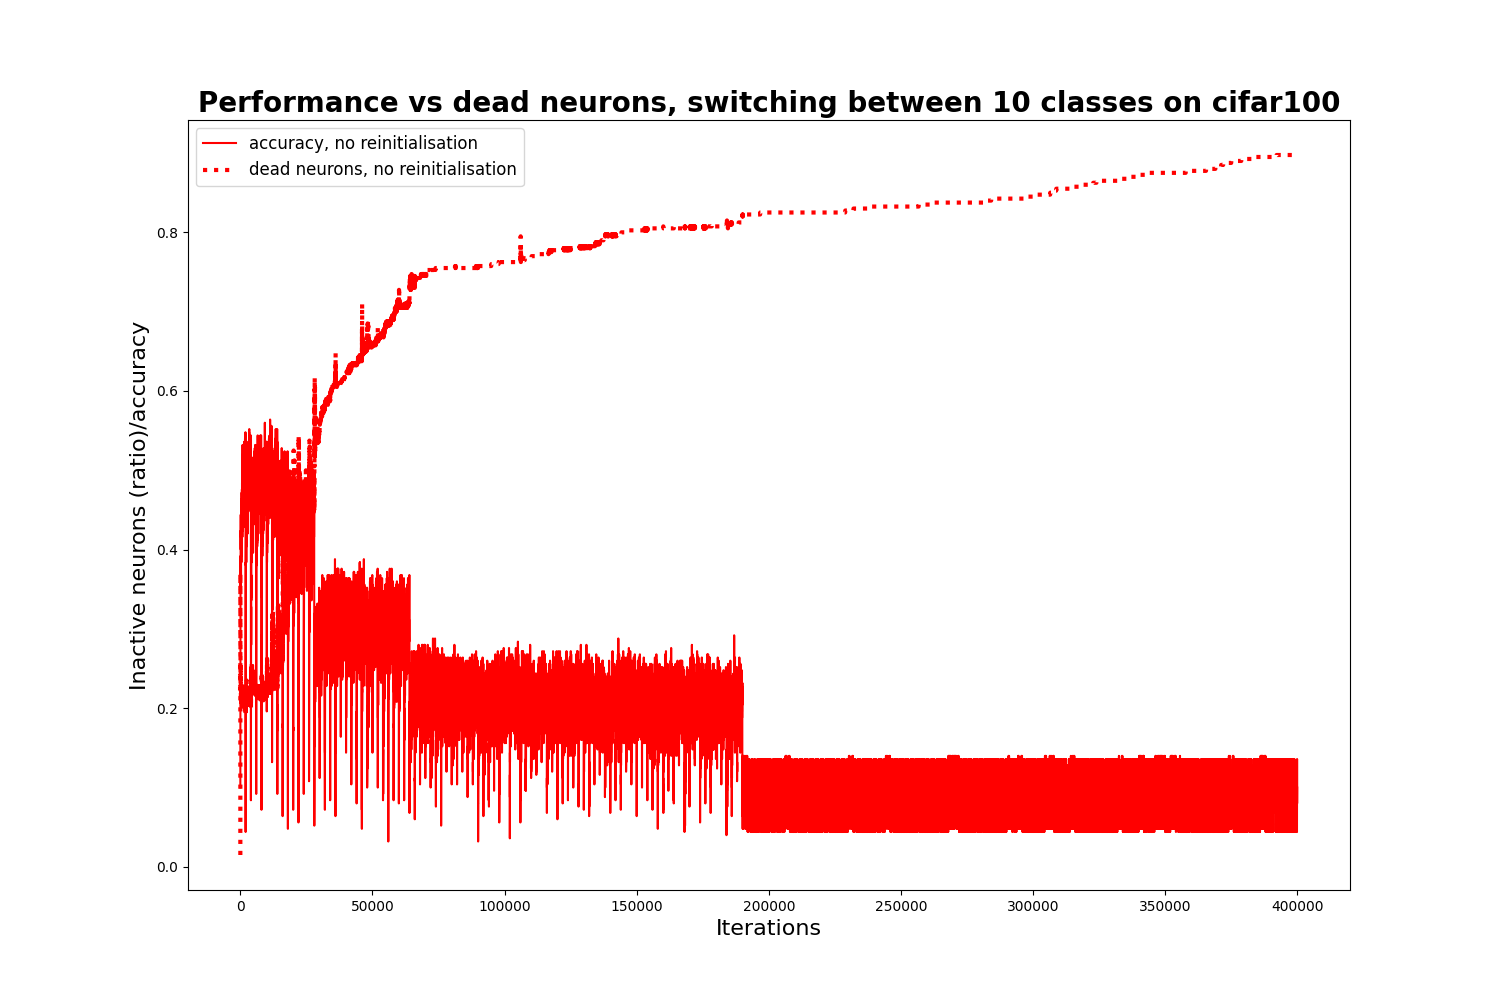 Performance vs dead neurons, switching between 10 classes on cifar100
accuracy, no reinitialisation
dead neurons, no reinitialisation
Inactive neurons (ratio)/accuracy
0.8
0.6
0.4
0.2
0.0
0 50000 100000 150000 200000 250000 300000 350000 400000
Iterations